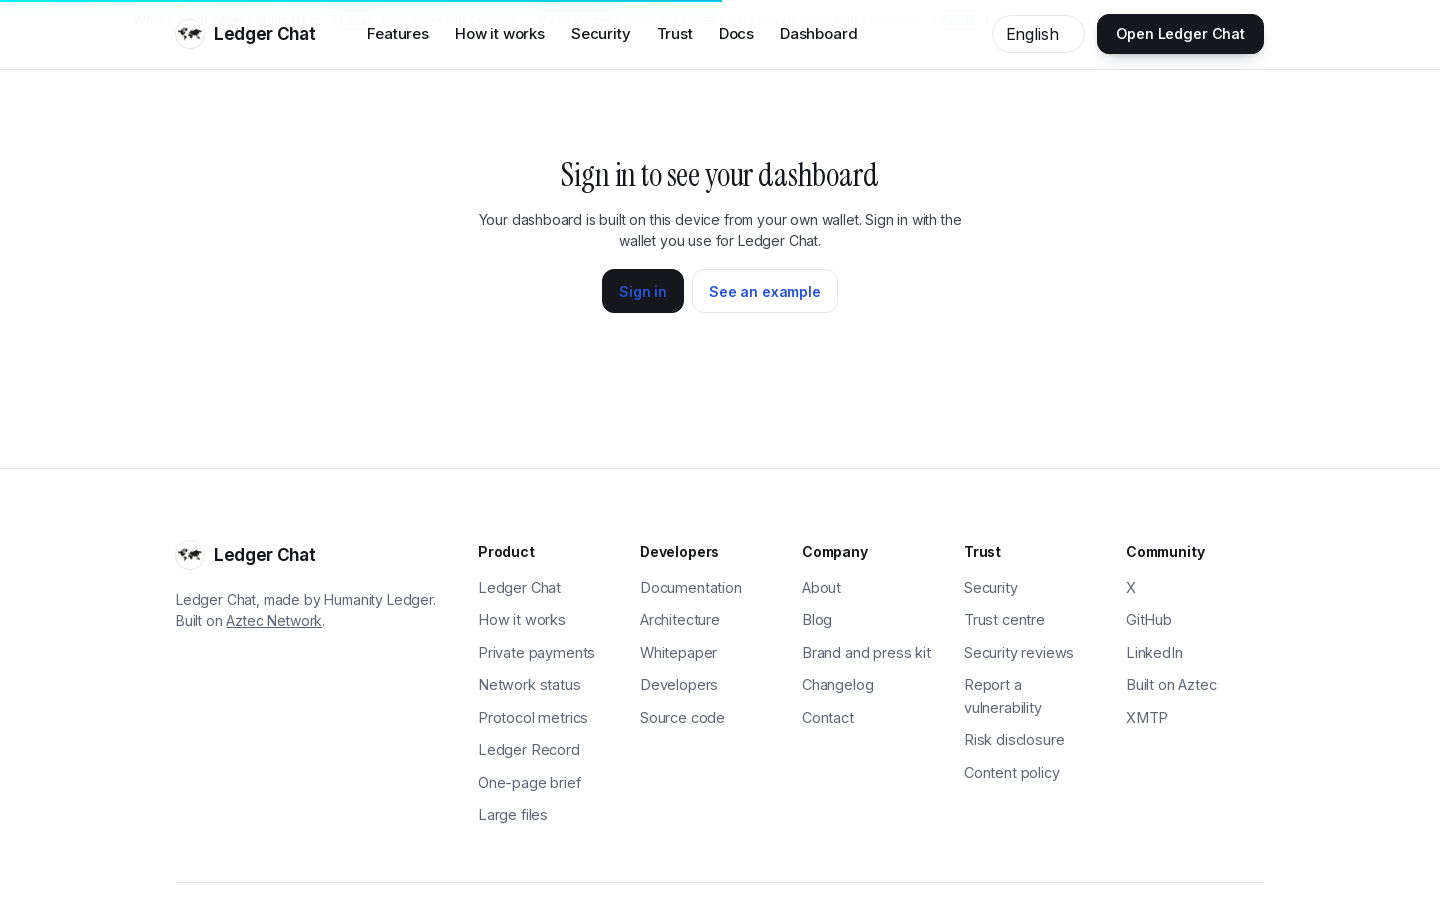 Ledger Chat
Features
How it works
Security
Trust
Docs
Dashboard
English
Open Ledger Chat
Sign in to see your dashboard
Your dashboard is built on this device from your own wallet. Sign in with the
wallet you use for Ledger Chat.
Sign in
See an example
Ledger Chat
Ledger Chat, made by Humanity Ledger.
Built on Aztec Network.
Product
Ledger Chat
How it works
Private payments
Network status
Protocol metrics
Ledger Record
One-page brief
Large files
Developers
Documentation
Architecture
Whitepaper
Developers
Source code
Company
About
Blog
Brand and press kit
Changelog
Contact
Trust
Security
Trust centre
Security reviews
Report a
vulnerability
Risk disclosure
Content policy
Community
X
GitHub
LinkedIn
Built on Aztec
XMTP